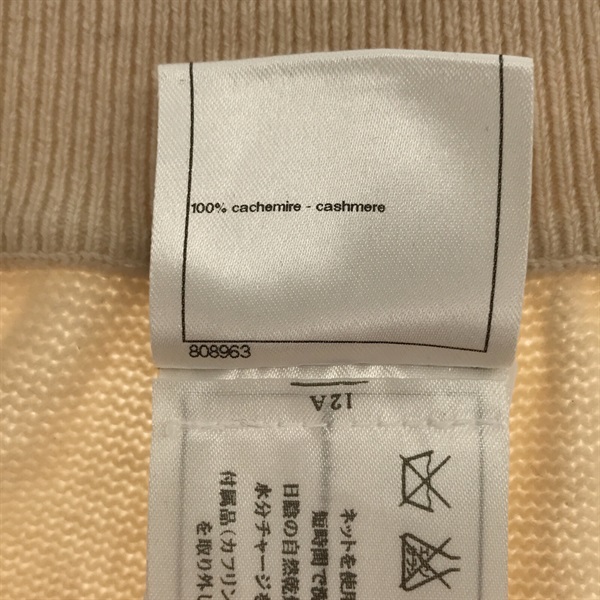 100% cachemire - cashmere
808963
12A
ネットを使用
短時間で
日陰の自然乾
水分チャージを
付属品(カフリン
を取り外し